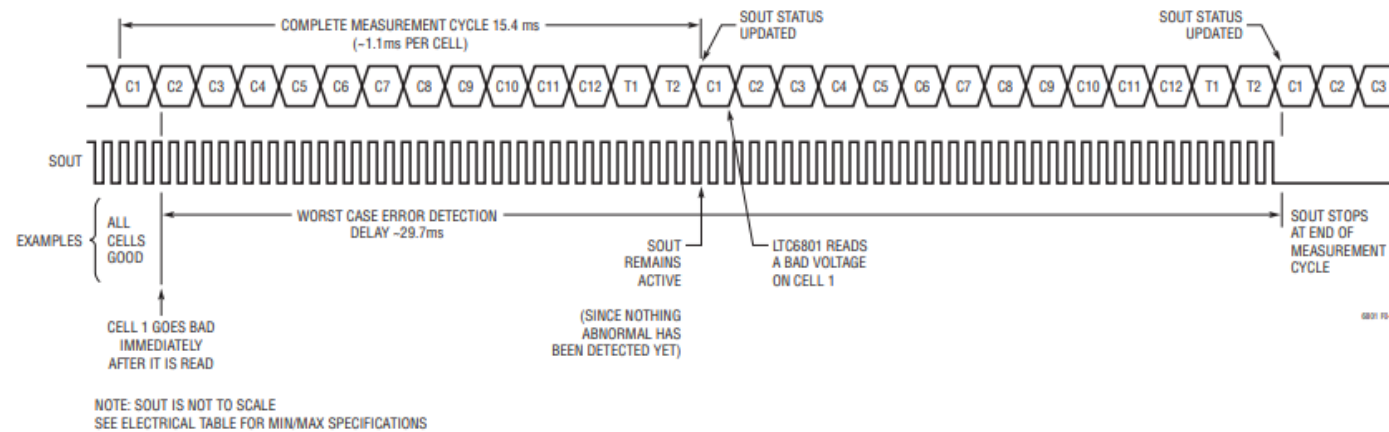 COMPLETE MEASUREMENT CYCLE 15.4 ms
(~1.1ms PER CELL)
SOUT STATUS
UPDATED
SOUT STATUS
UPDATED
C1 C2 C3 C4 C5 C6 C7 C8 C9 C10 C11 C12 T1 T2 C1 C2 C3 C4 C5 C6 C7 C8 C9 C10 C11 C12 T1 T2 C1 C2 C3
SOUT
EXAMPLES
ALL
CELLS
GOOD
WORST CASE ERROR DETECTION
DELAY ~29.7ms
SOUT
REMAINS
ACTIVE
(SINCE NOTHING
ABNORMAL HAS
BEEN DETECTED YET)
LTC6801 READS
A BAD VOLTAGE
ON CELL 1
SOUT STOPS
AT END OF
MEASUREMENT
CYCLE
CELL 1 GOES BAD
IMMEDIATELY
AFTER IT IS READ
NOTE: SOUT IS NOT TO SCALE
SEE ELECTRICAL TABLE FOR MIN/MAX SPECIFICATIONS